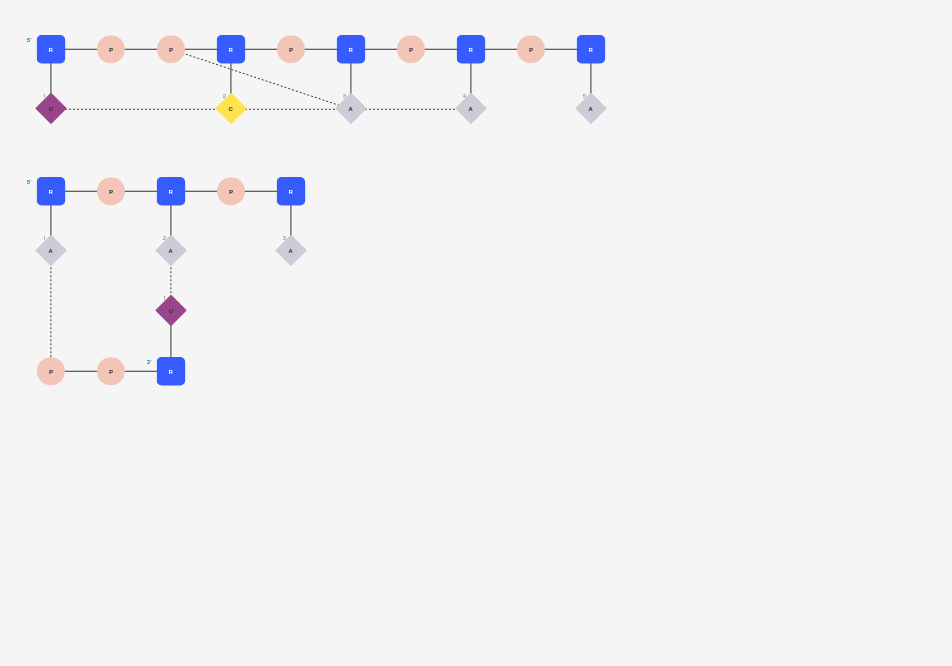 5'
R P P R P R P R P R
1 2 3 4 5
U C A A A
5'
R P R P R
1 2 3
A A A
1
U
3'
P P R